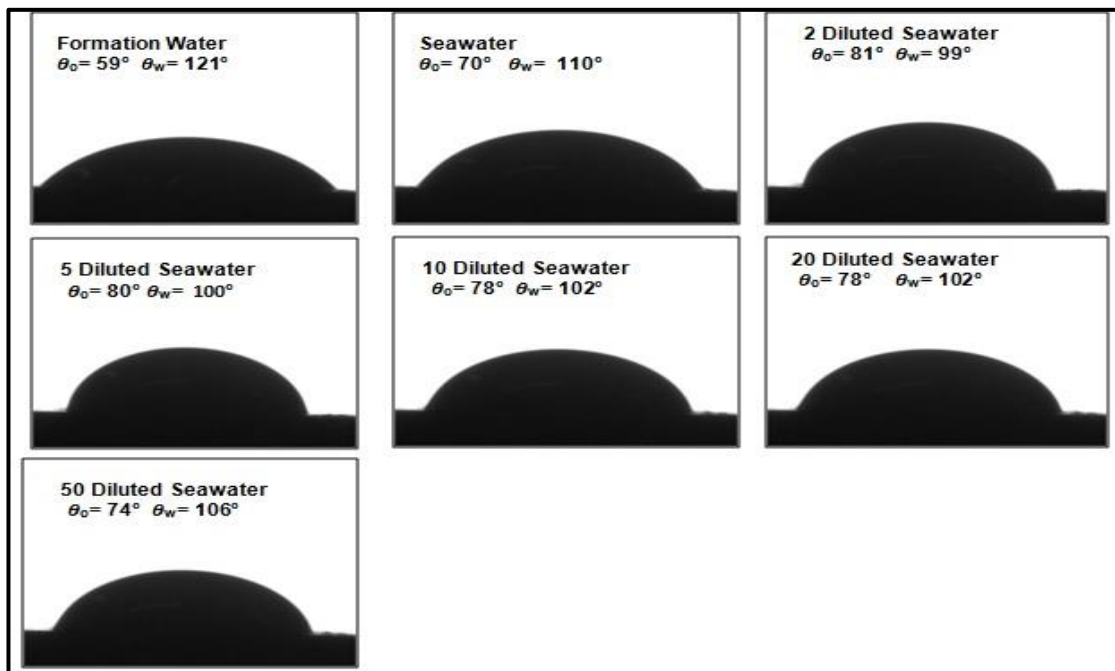 Formation Water
θₒ= 59° θw= 121°
Seawater
θₒ= 70° θw= 110°
2 Diluted Seawater
θₒ= 81° θw= 99°
5 Diluted Seawater
θₒ= 80° θw= 100°
10 Diluted Seawater
θₒ= 78° θw= 102°
20 Diluted Seawater
θₒ= 78° θw= 102°
50 Diluted Seawater
θₒ= 74° θw= 106°